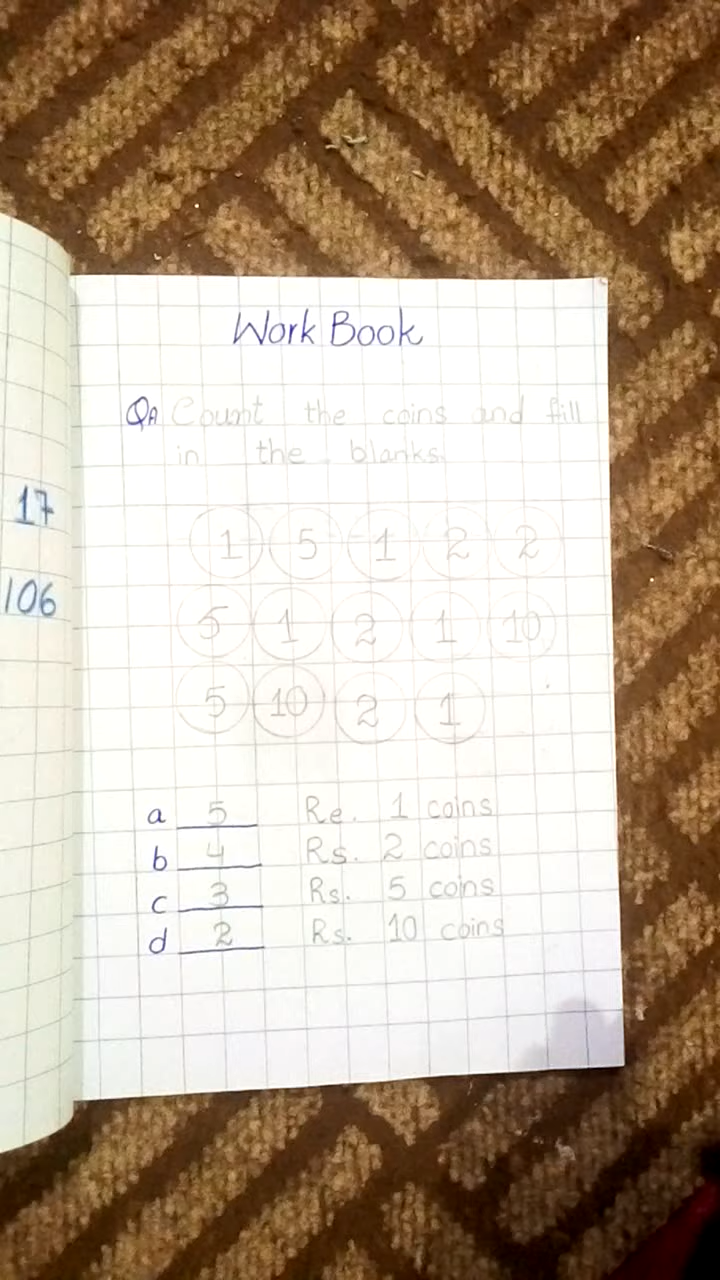 Work Book
17
106
QA Count the coins and fill
in the blanks.
1 5 1 2 2
5 1 2 1 10
5 10 2 1
a 5 Re. 1 coins
b 4 Rs. 2 coins
c 3 Rs. 5 coins
d 2 Rs. 10 coins